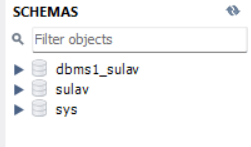 SCHEMAS
Filter objects
dbms1_sulav
sulav
sys